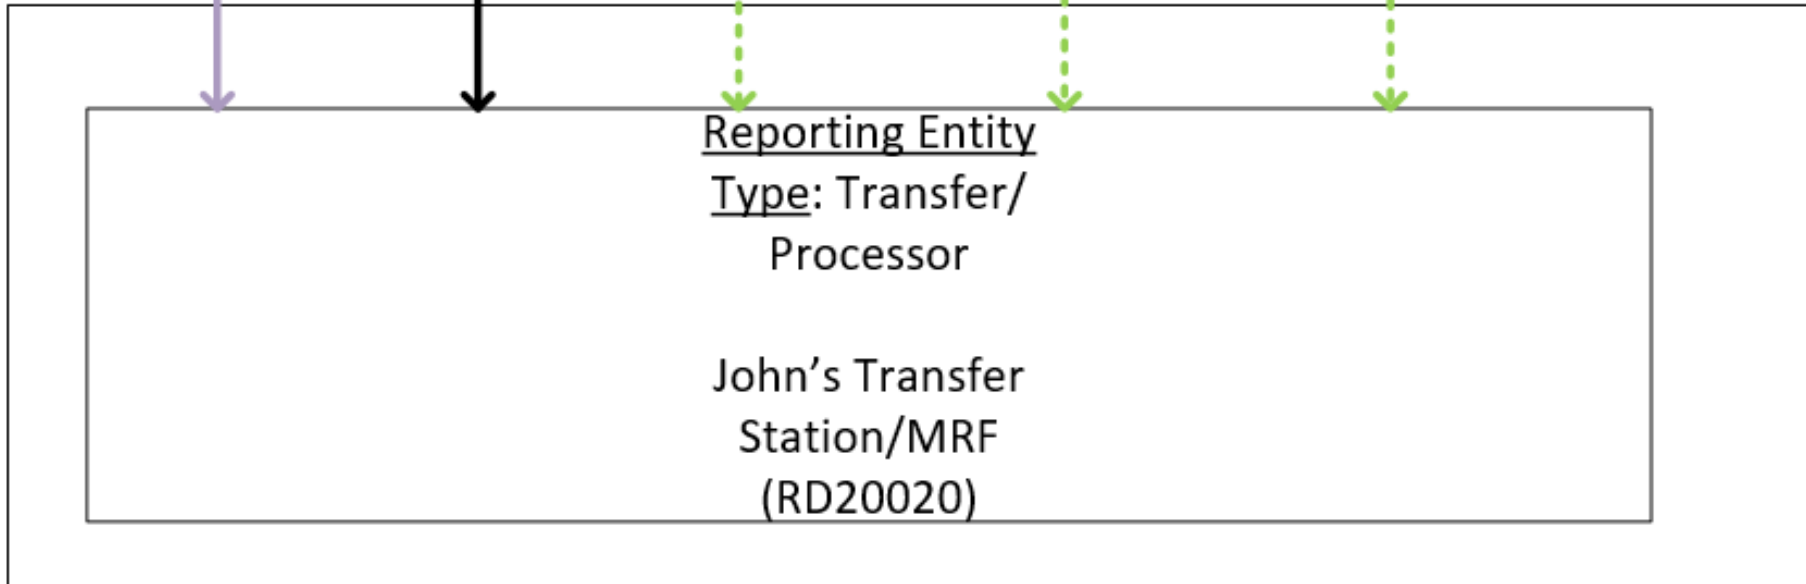 Reporting Entity
Type: Transfer/
Processor
John’s Transfer
Station/MRF
(RD20020)